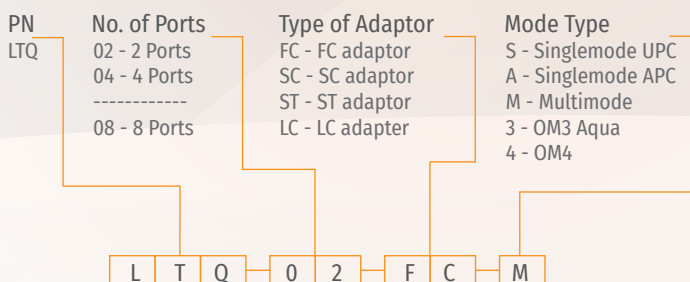 PN
LTQ
No. of Ports
02 - 2 Ports
04 - 4 Ports
------------
08 - 8 Ports
Type of Adaptor
FC - FC adaptor
SC - SC adaptor
ST - ST adaptor
LC - LC adapter
Mode Type
S - Singlemode UPC
A - Singlemode APC
M - Multimode
3 - OM3 Aqua
4 - OM4
L T Q 0 2 F C M